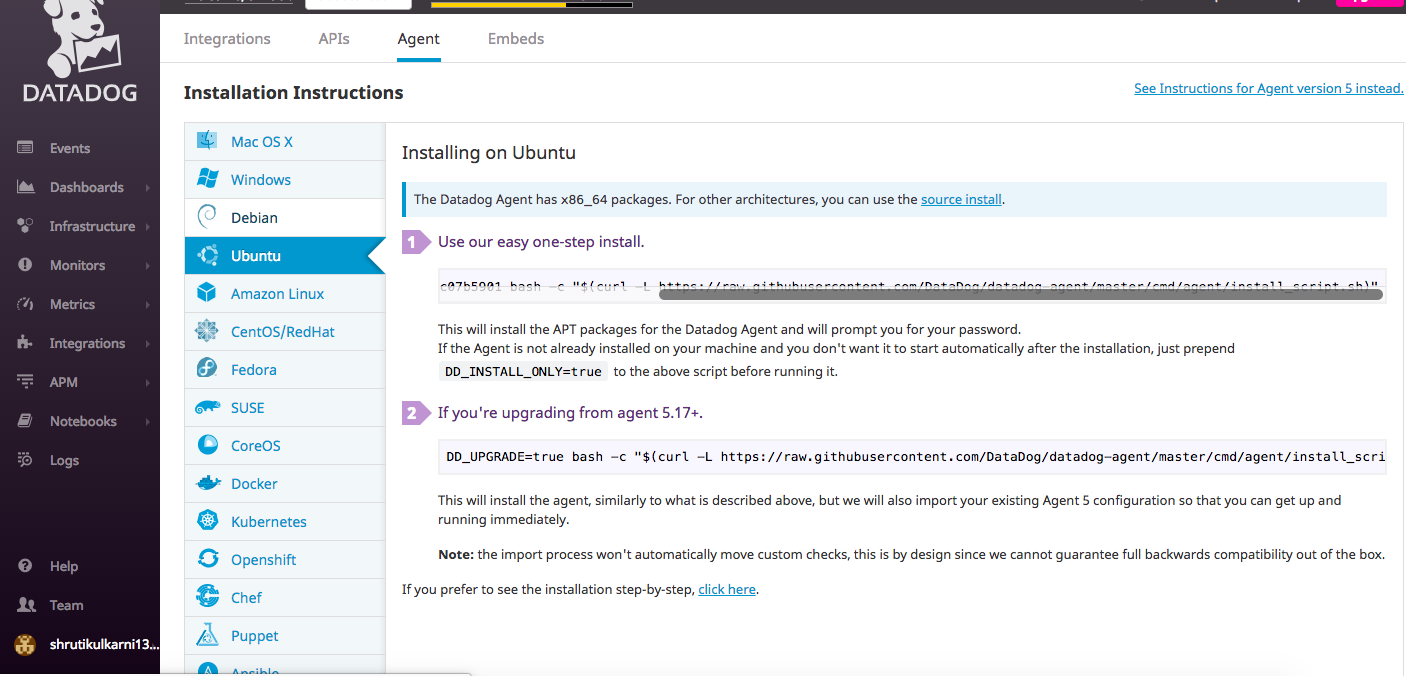 DATADOG
Events
Dashboards
Infrastructure
Monitors
Metrics
Integrations
APM
Notebooks
Logs
Help
Team
shrutikulkarni13...
Integrations APIs Agent Embeds
Installation Instructions
See Instructions for Agent version 5 instead.
Mac OS X
Windows
Debian
Ubuntu
Amazon Linux
CentOS/RedHat
Fedora
SUSE
CoreOS
Docker
Kubernetes
Openshift
Chef
Puppet
Ansible
Installing on Ubuntu
The Datadog Agent has x86_64 packages. For other architectures, you can use the source install.
1 Use our easy one-step install.
c07b5901 bash -c "$(curl -L https://raw.githubusercontent.com/DataDog/datadog-agent/master/cmd/agent/install_script.sh)"
This will install the APT packages for the Datadog Agent and will prompt you for your password.
If the Agent is not already installed on your machine and you don't want it to start automatically after the installation, just prepend
DD_INSTALL_ONLY=true to the above script before running it.
2 If you're upgrading from agent 5.17+.
DD_UPGRADE=true bash -c "$(curl -L https://raw.githubusercontent.com/DataDog/datadog-agent/master/cmd/agent/install_scri
This will install the agent, similarly to what is described above, but we will also import your existing Agent 5 configuration so that you can get up and
running immediately.
Note: the import process won't automatically move custom checks, this is by design since we cannot guarantee full backwards compatibility out of the box.
If you prefer to see the installation step-by-step, click here.